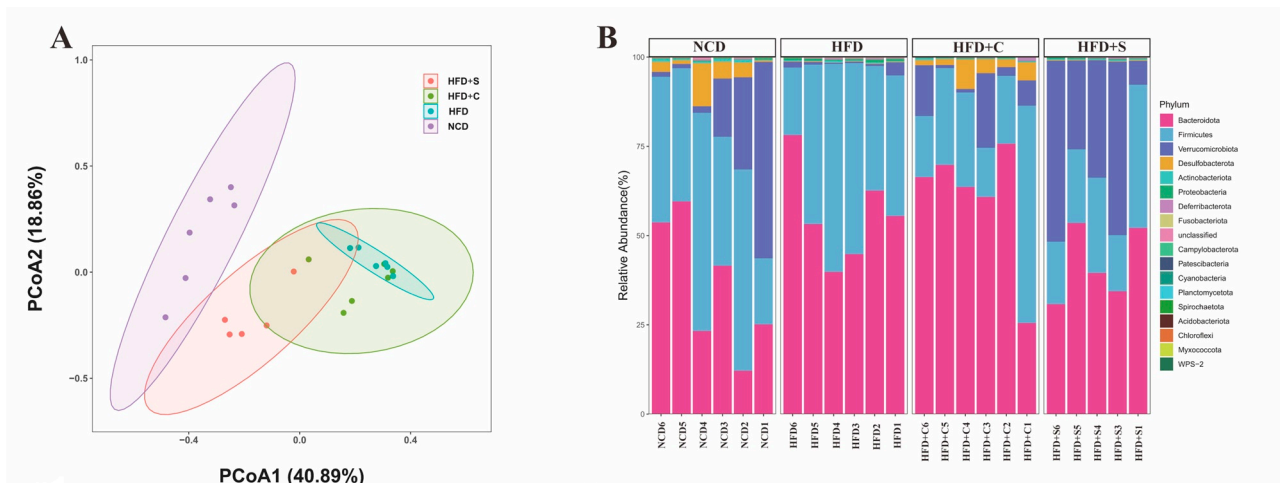 A
1.0
0.5
0.0
−0.5
PCoA2 (18.86%)
−0.4
0.0
0.4
PCoA1 (40.89%)
HFD+S
HFD+C
HFD
NCD
B
NCD
HFD
HFD+C
HFD+S
100
75
50
25
0
Relative Abundance(%)
NCD6
NCD5
NCD4
NCD3
NCD2
NCD1
HFD6
HFD5
HFD4
HFD3
HFD2
HFD1
HFD+C6
HFD+C5
HFD+C4
HFD+C3
HFD+C2
HFD+C1
HFD+S6
HFD+S5
HFD+S4
HFD+S3
HFD+S1
Phylum
Bacteroidota
Firmicutes
Verrucomicrobiota
Desulfobacterota
Actinobacteriota
Proteobacteria
Deferribacterota
Fusobacteriota
unclassified
Campylobacterota
Patescibacteria
Cyanobacteria
Planctomycetota
Spirochaetota
Acidobacteriota
Chloroflexi
Myxococcota
WPS−2